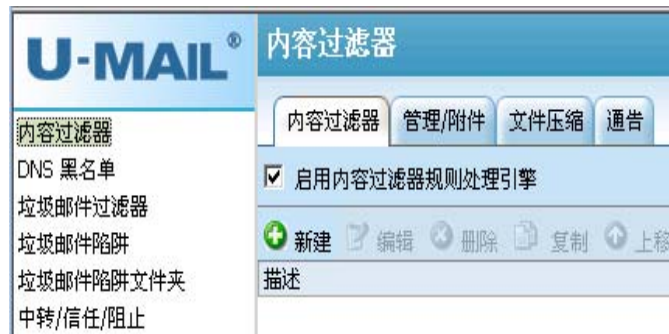 U-MAIL®
内容过滤器
DNS 黑名单
垃圾邮件过滤器
垃圾邮件陷阱
垃圾邮件陷阱文件夹
中转/信任/阻止
内容过滤器
内容过滤器 管理/附件 文件压缩 通告
启用内容过滤器规则处理引擎
新建 编辑 删除 复制 上移
描述